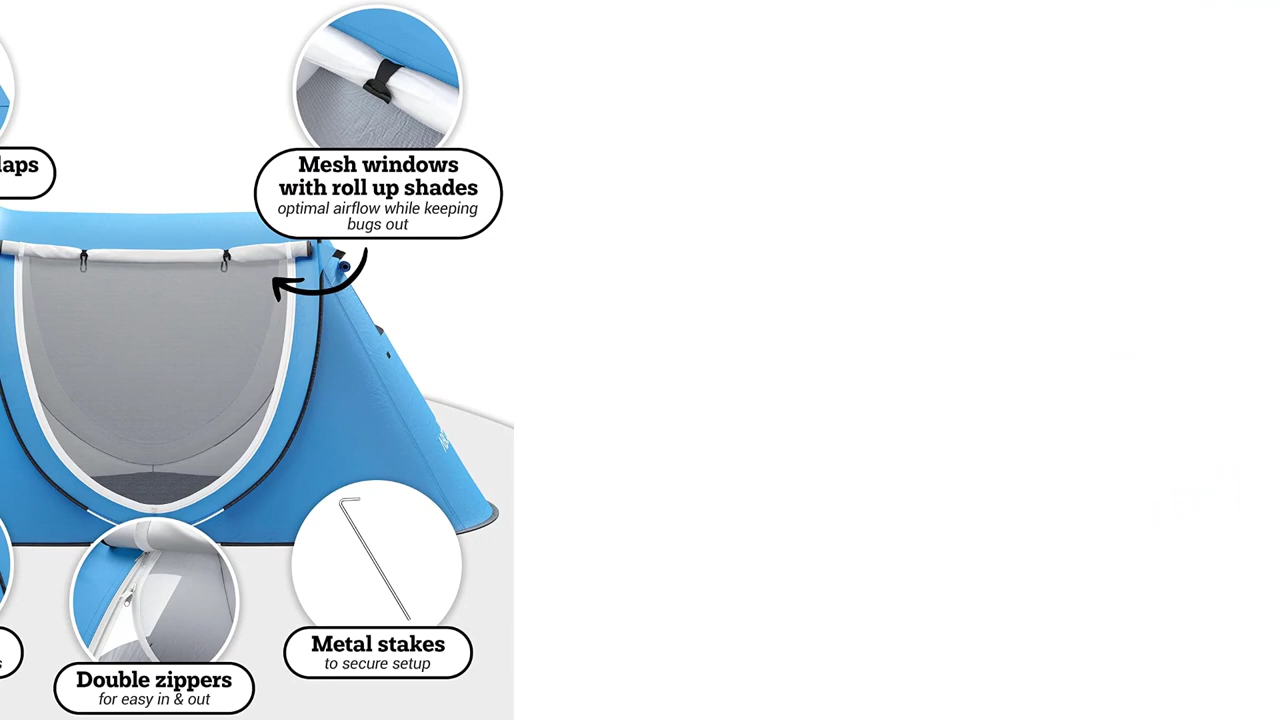 Mesh windows
with roll up shades
optimal airflow while keeping
bugs out
Metal stakes
to secure setup
Double zippers
for easy in & out